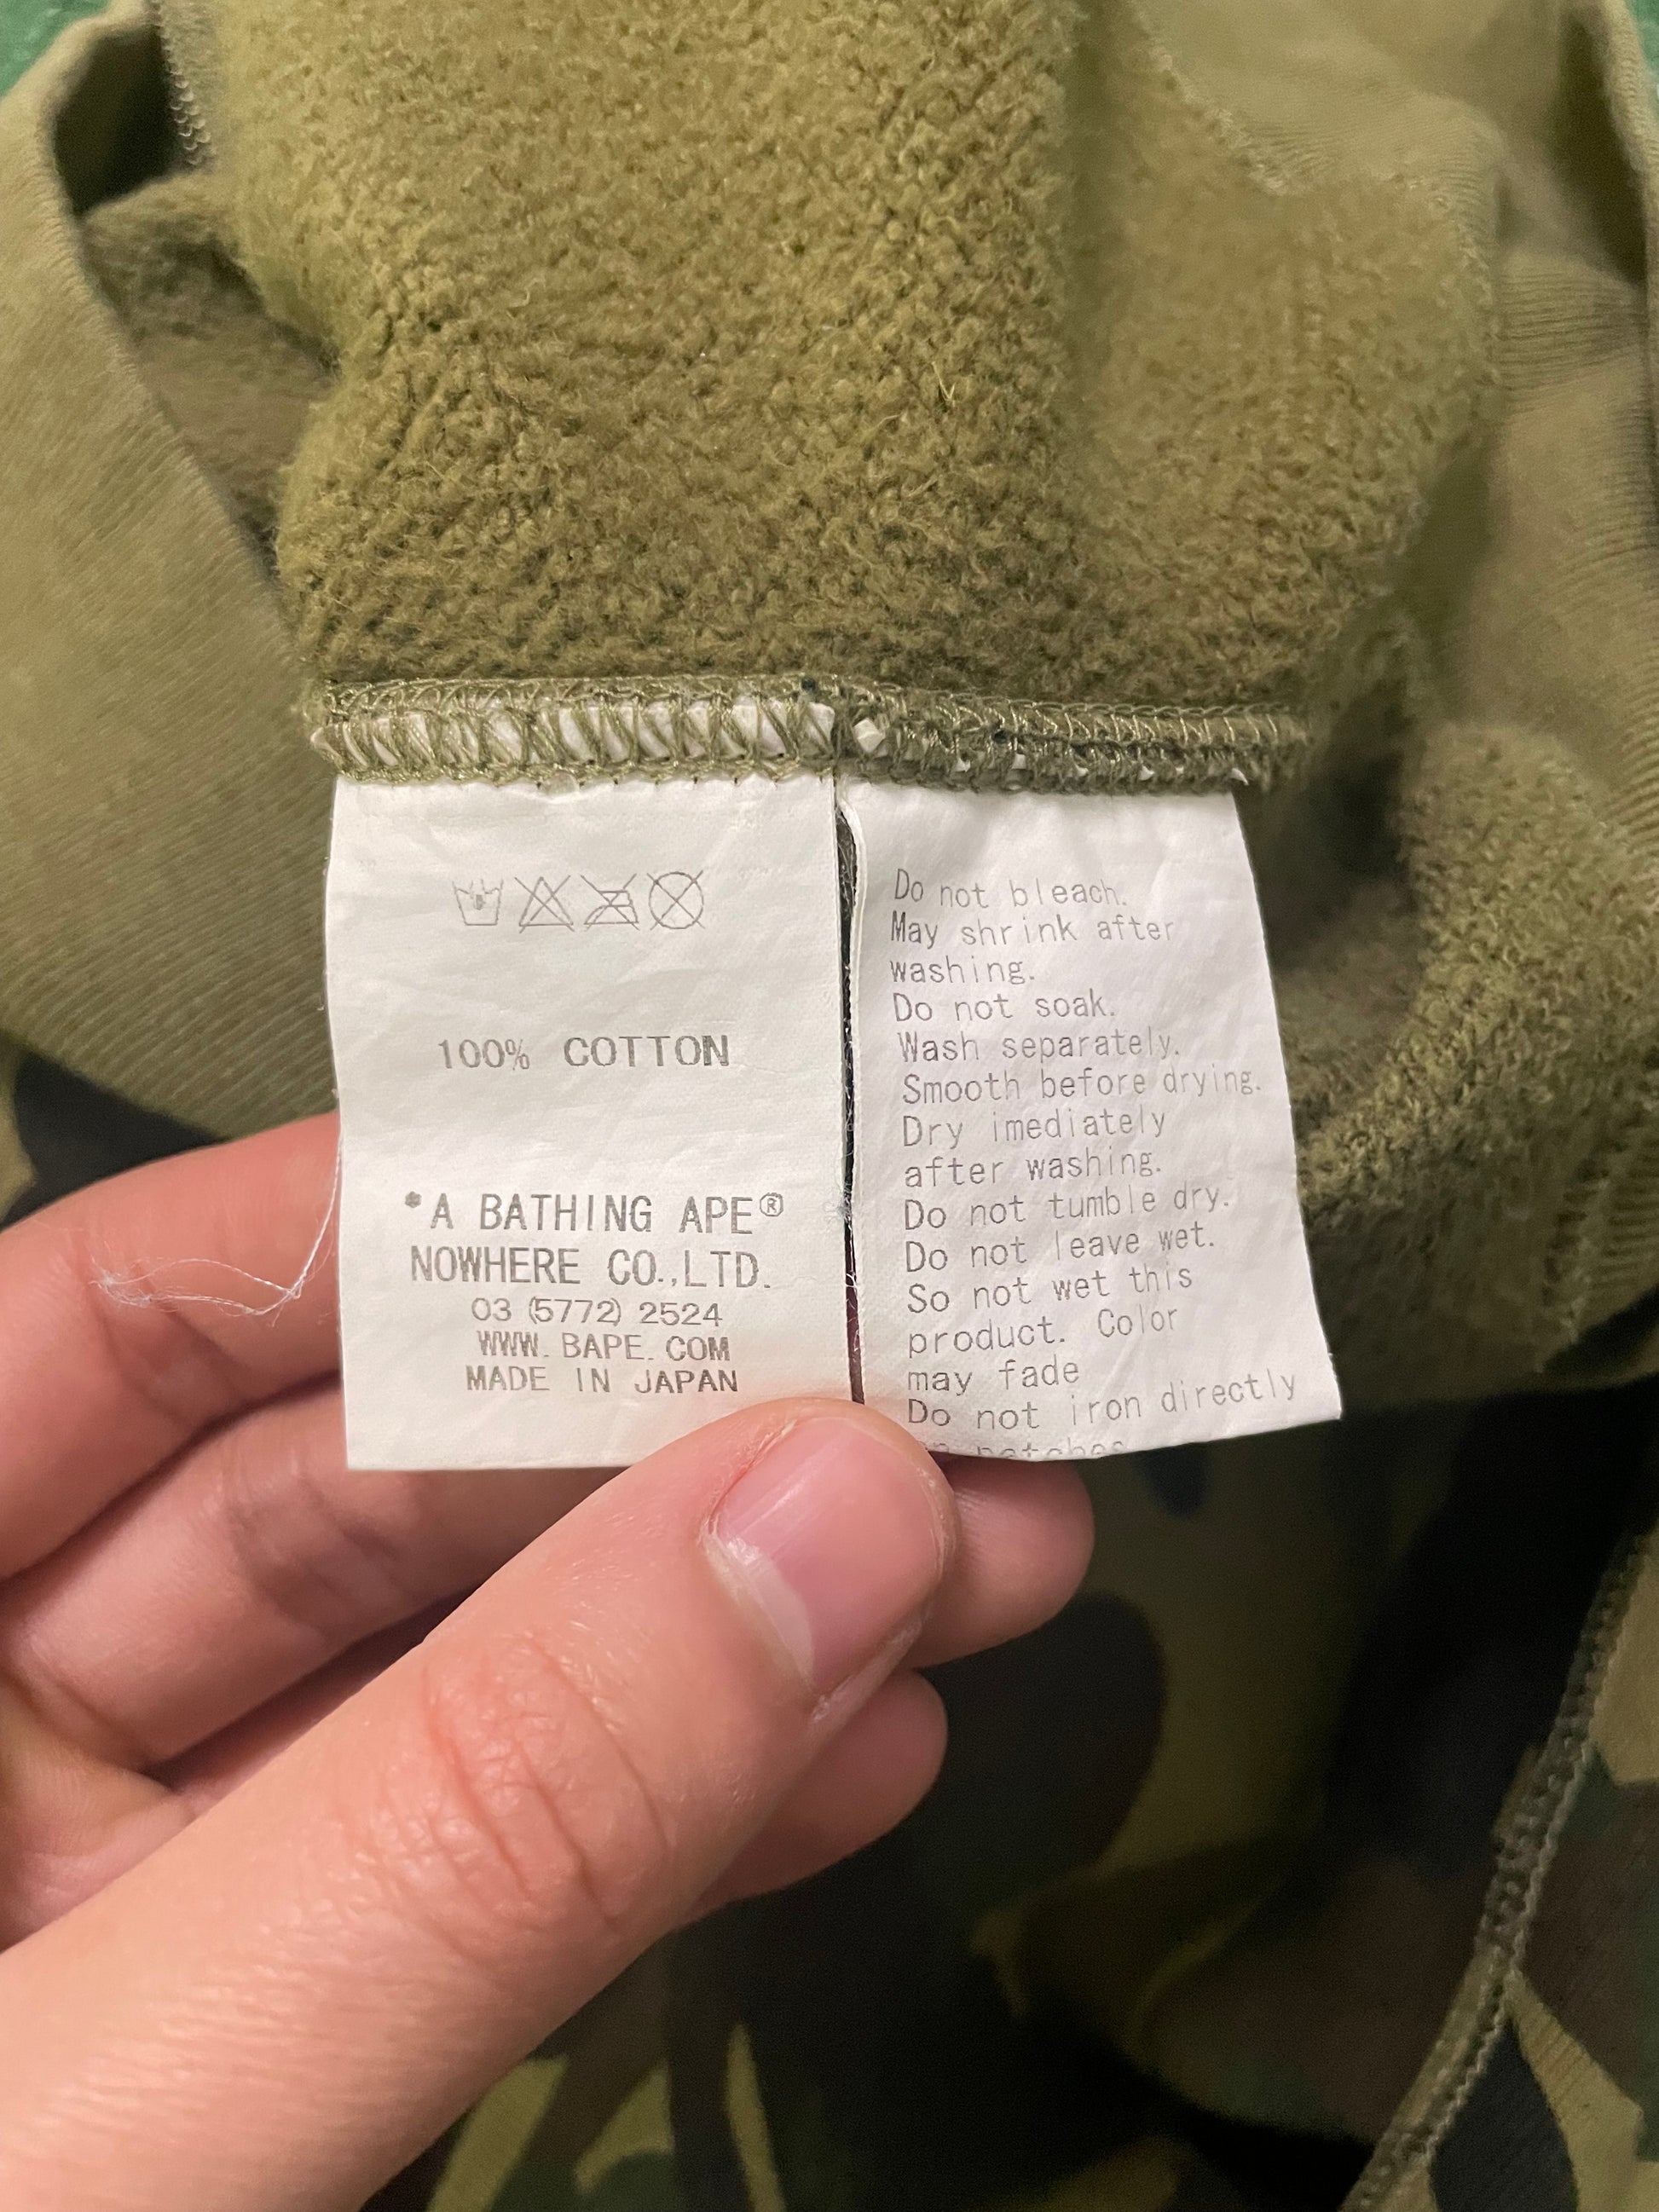 100% COTTON
*A BATHING APE®
NOWHERE CO.,LTD.
03 (5772) 2524
WWW. BAPE. COM
MADE IN JAPAN
Do not bleach.
May shrink after
washing.
Do not soak.
Wash separately.
Smooth before drying.
Dry imediately
after washing.
Do not tumble dry.
Do not leave wet.
So not wet this
product. Color
may fade
Do not iron directly
patches